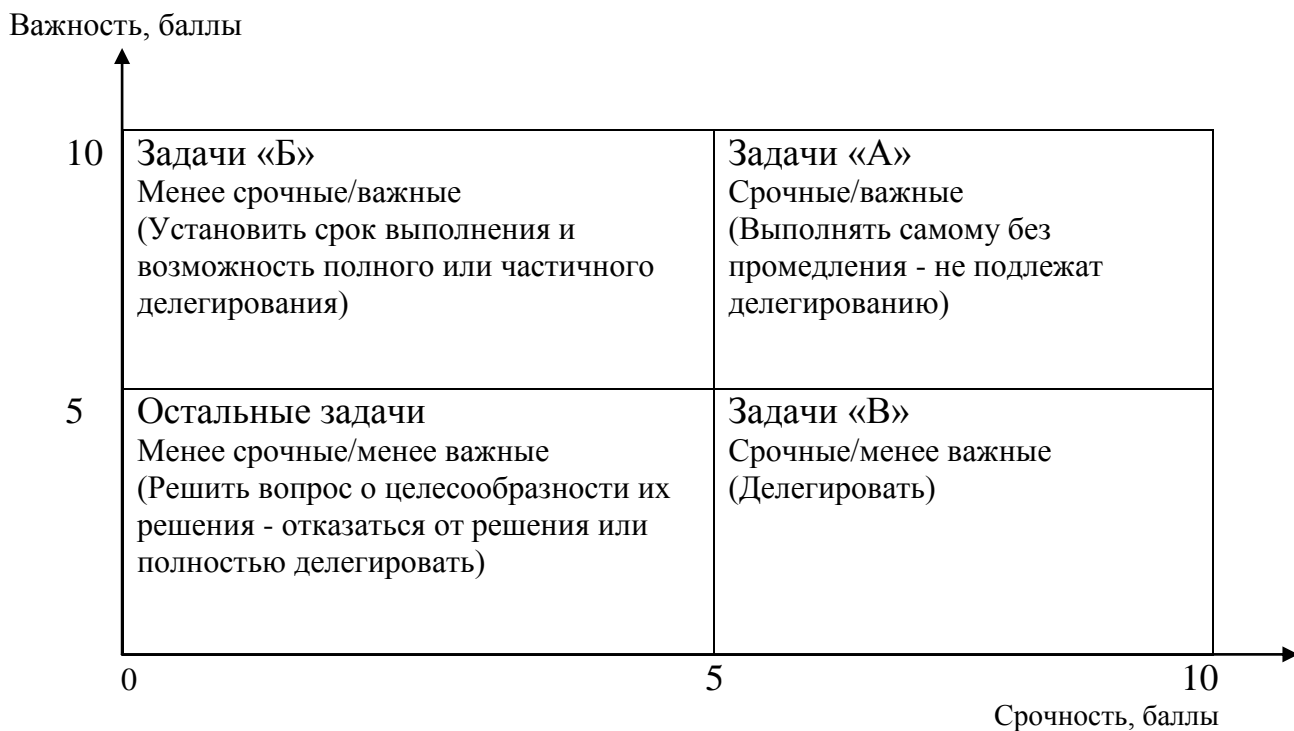 Важность, баллы
10
Задачи «Б»
Менее срочные/важные
(Установить срок выполнения и
возможность полного или частичного
делегирования)
Задачи «А»
Срочные/важные
(Выполнять самому без
промедления - не подлежат
делегированию)
5
Остальные задачи
Менее срочные/менее важные
(Решить вопрос о целесообразности их
решения - отказаться от решения или
полностью делегировать)
Задачи «В»
Срочные/менее важные
(Делегировать)
0
5
10
Срочность, баллы